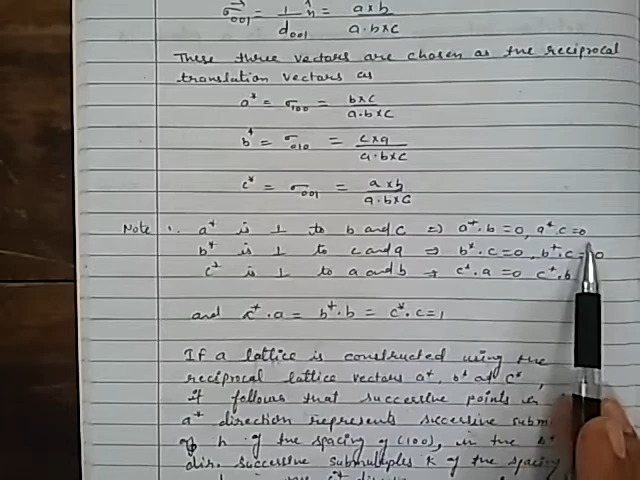 σ⃗001 = 1/d001 n̂ = a×b / a·b×c
These three vectors are chosen as the reciprocal
translation vectors as
a* = σ100 = b×c / a·b×c
b* = σ010 = c×a / a·b×c
c* = σ001 = a×b / a·b×c
Note :. a* is ⊥ to b and c ⇒ a*·b = 0, a*·c = 0
b* is ⊥ to c and a ⇒ b*·c = 0, b*·c = 0
c* is ⊥ to a and b → c*·a = 0 c*·b
and a*·a = b*·b = c*·c = 1
If a lattice is constructed using the
reciprocal lattice vectors a*, b* and c*,
it follows that successive points in
a* direction represents successive subm
of h of the spacing of (100), in the b*
dirn. successive submultiples k of the spacing